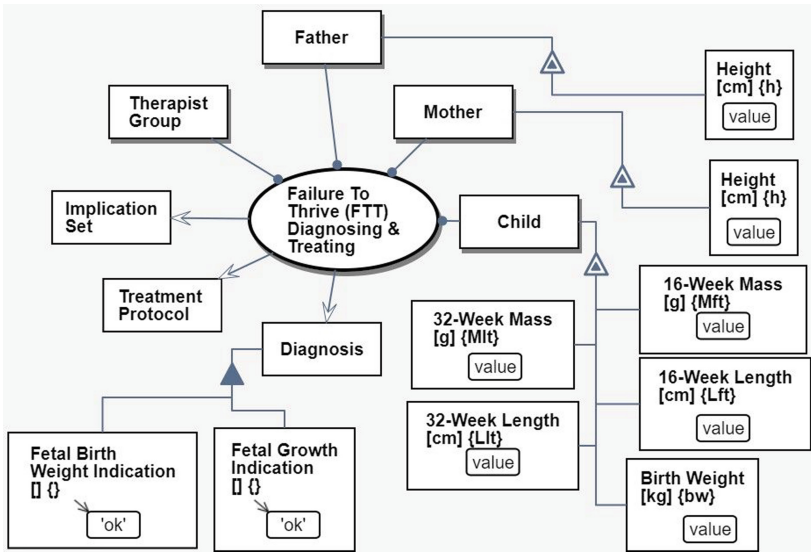 Father
Height
[cm] {h}
value
Therapist
Group
Mother
Height
[cm] {h}
value
Implication
Set
Failure To
Thrive (FTT)
Diagnosing &
Treating
Child
Treatment
Protocol
Diagnosis
32-Week Mass
[g] {Mlt}
value
16-Week Mass
[g] {Mft}
value
32-Week Length
[cm] {Llt}
value
16-Week Length
[cm] {Lft}
value
Fetal Birth
Weight Indication
[] {}
'ok'
Fetal Growth
Indication
[] {}
'ok'
Birth Weight
[kg] {bw}
value